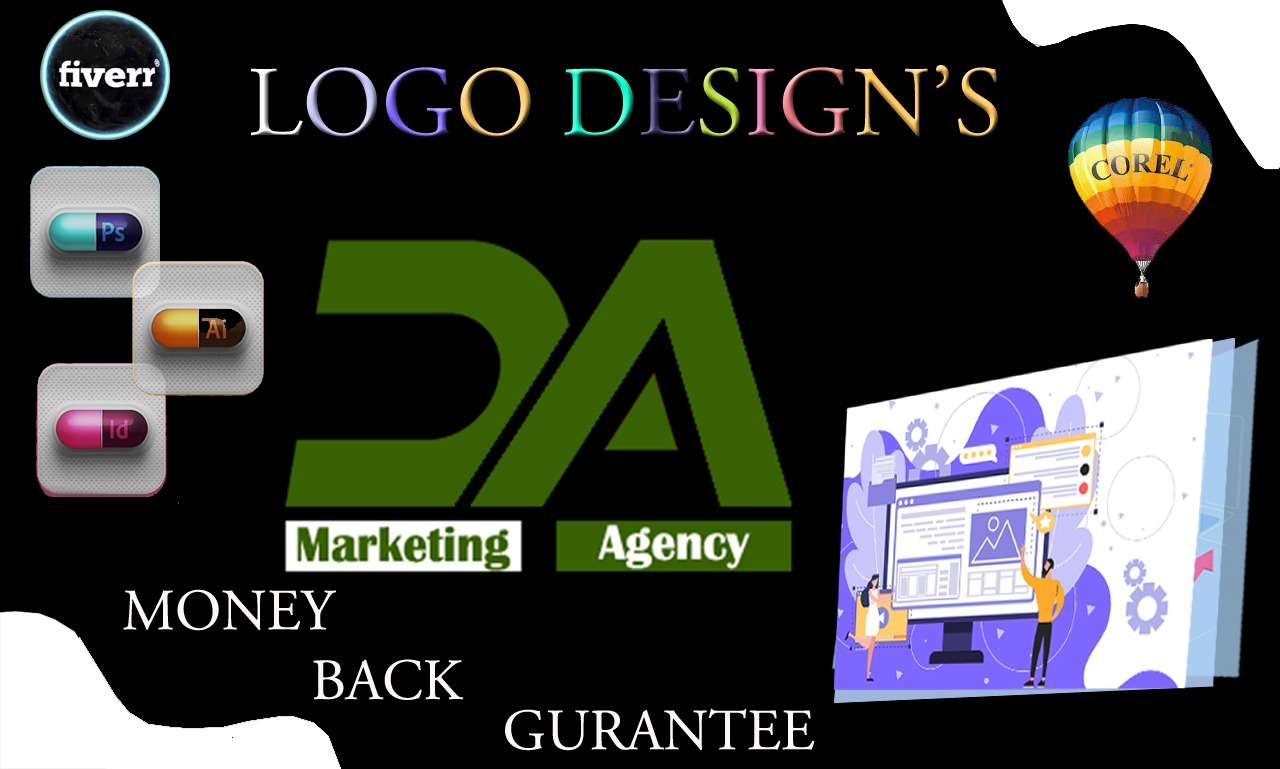 fiverr®
LOGO DESIGN'S
COREL
Ps
Ai
Id
DA
Marketing Agency
MONEY
BACK
GURANTEE